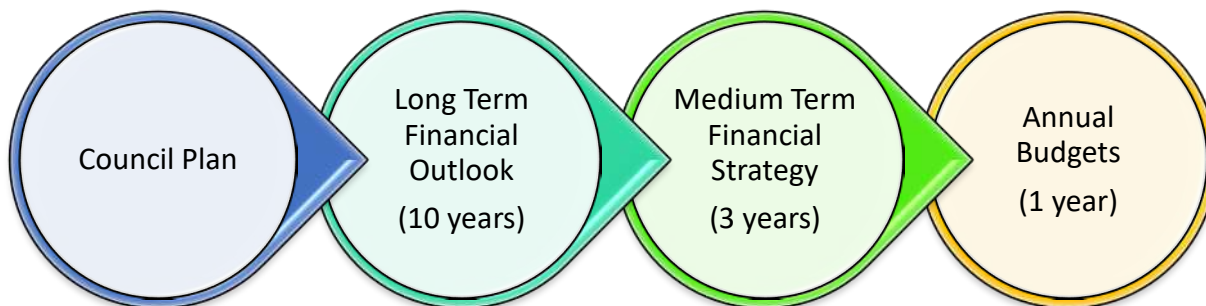 Council Plan
Long Term
Financial
Outlook
(10 years)
Medium Term
Financial
Strategy
(3 years)
Annual
Budgets
(1 year)